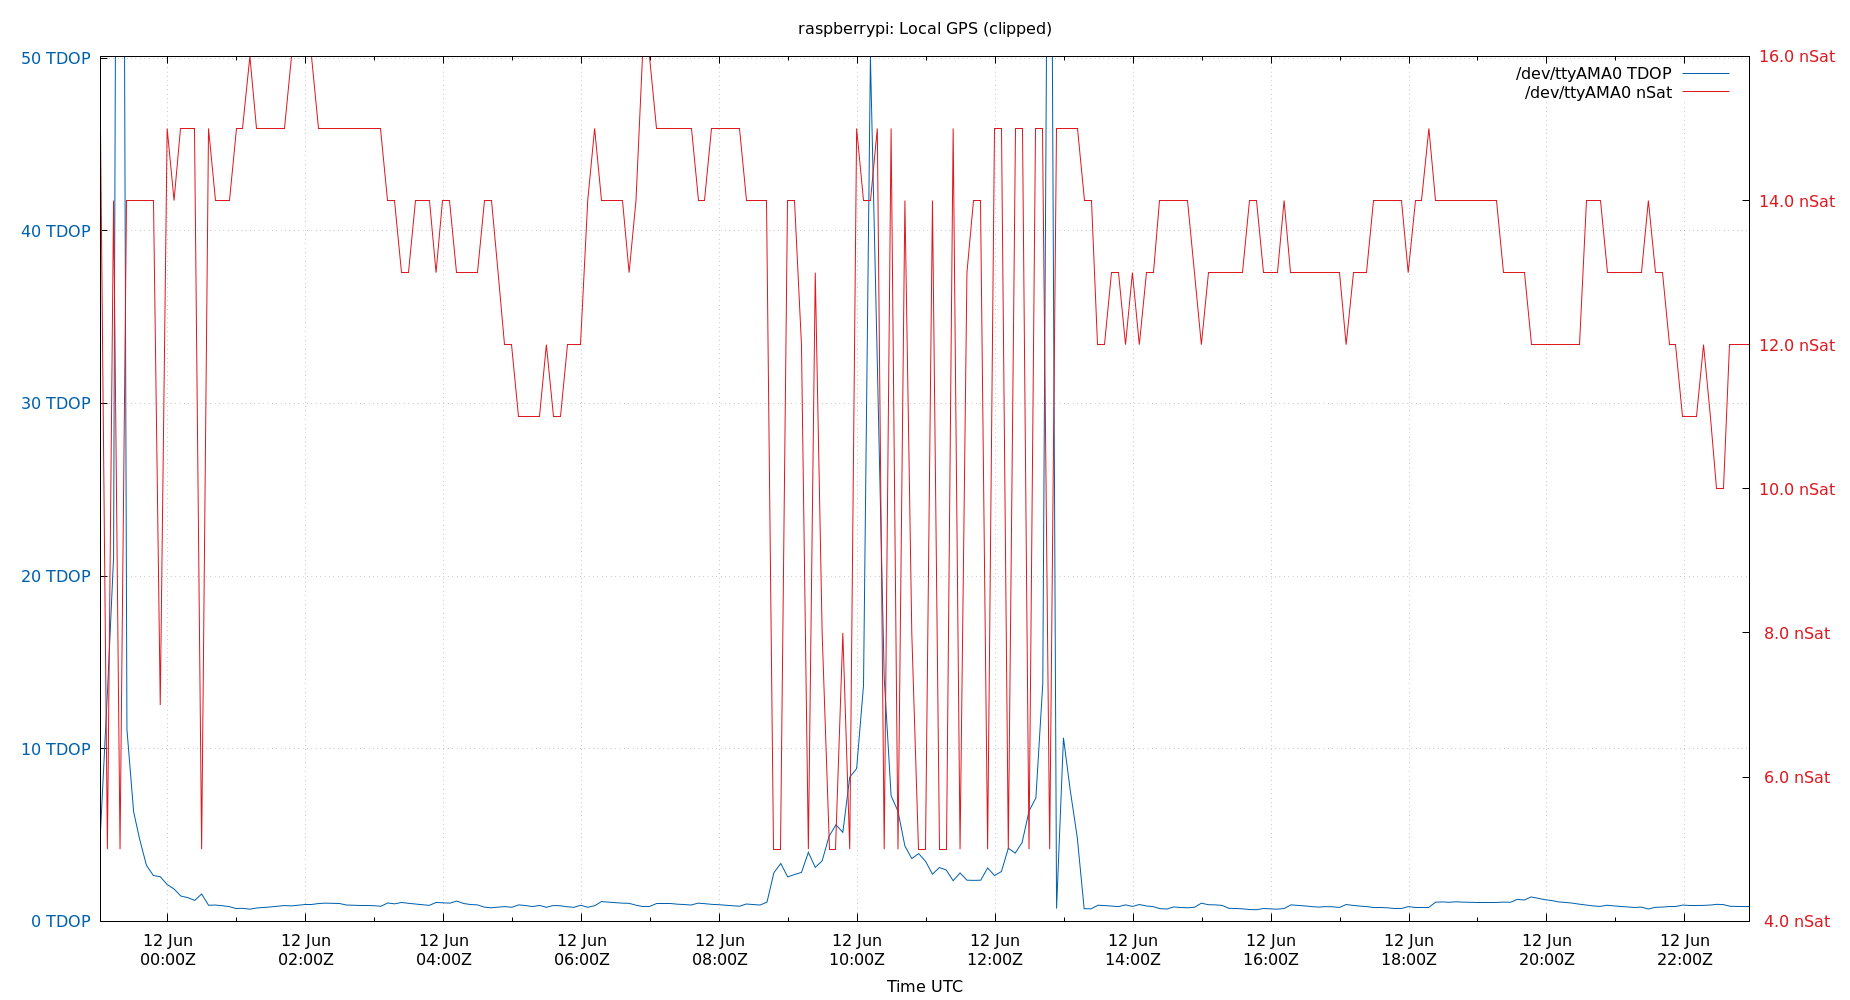 raspberrypi: Local GPS (clipped)
50 TDOP
40 TDOP
30 TDOP
20 TDOP
10 TDOP
0 TDOP
16.0 nSat
14.0 nSat
12.0 nSat
10.0 nSat
8.0 nSat
6.0 nSat
4.0 nSat
/dev/ttyAMA0 TDOP
/dev/ttyAMA0 nSat
12 Jun 12 Jun 12 Jun 12 Jun 12 Jun 12 Jun 12 Jun 12 Jun 12 Jun 12 Jun 12 Jun 12 Jun
00:00Z 02:00Z 04:00Z 06:00Z 08:00Z 10:00Z 12:00Z 14:00Z 16:00Z 18:00Z 20:00Z 22:00Z
Time UTC